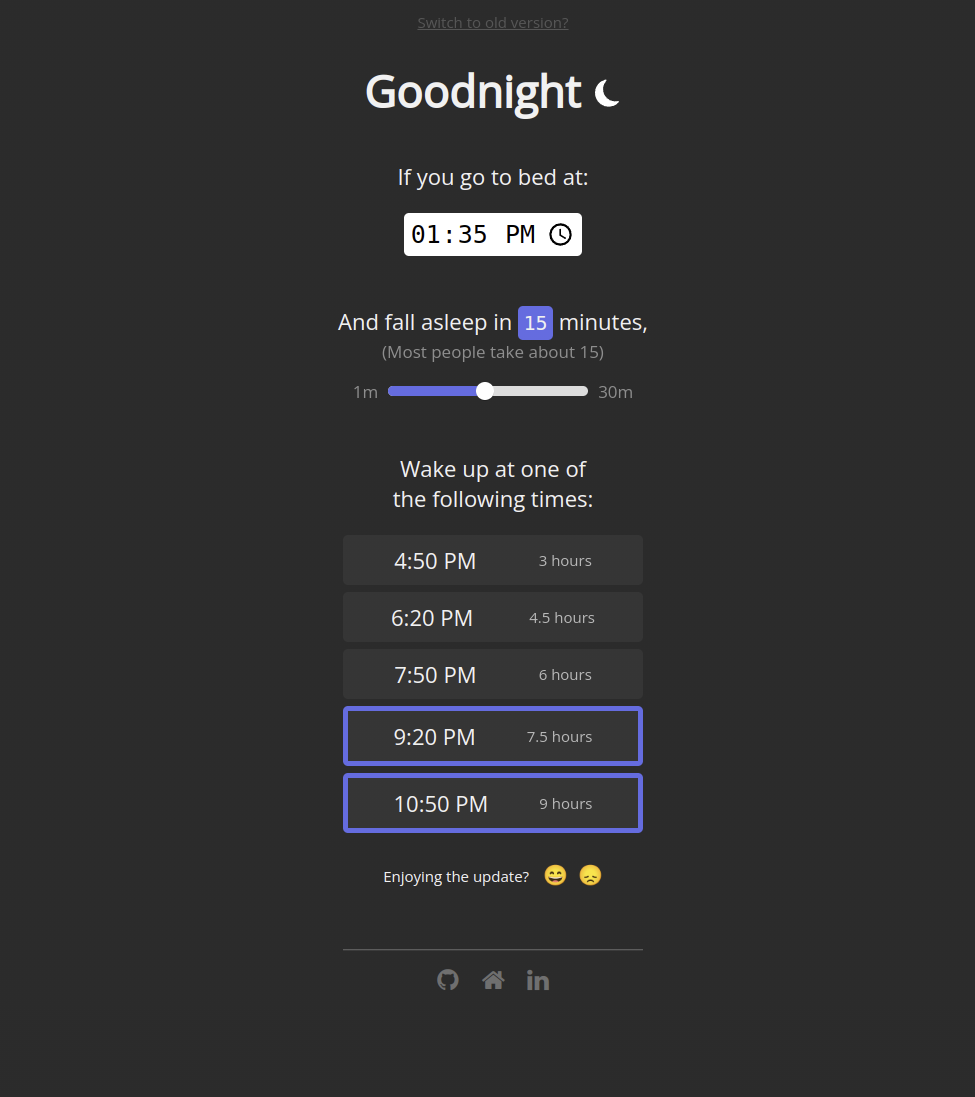 Switch to old version?
Goodnight
If you go to bed at:
01:35 PM
And fall asleep in 15 minutes,
(Most people take about 15)
1m 30m
Wake up at one of
the following times:
4:50 PM 3 hours
6:20 PM 4.5 hours
7:50 PM 6 hours
9:20 PM 7.5 hours
10:50 PM 9 hours
Enjoying the update? 😄 😞
in